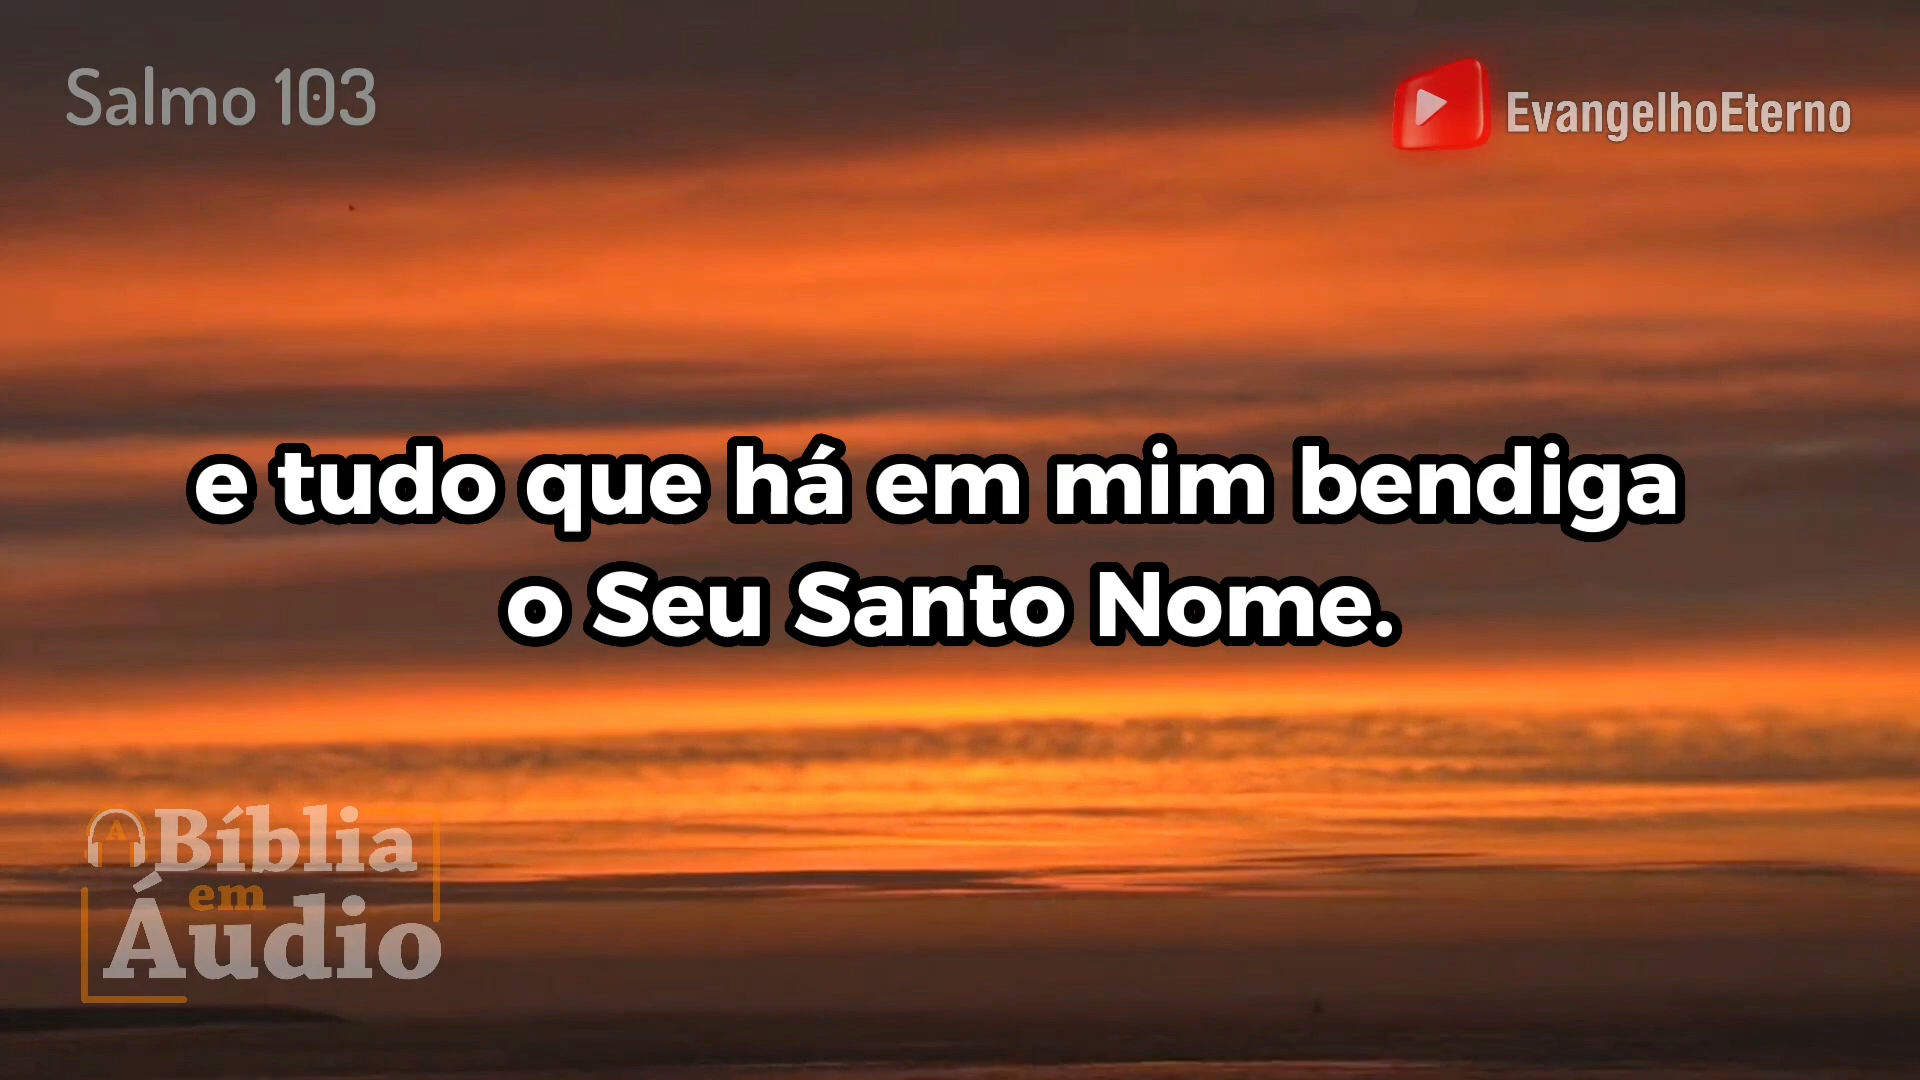 Salmo 103
EvangelhoEterno
e tudo que há em mim bendiga
o Seu Santo Nome.
A Bíblia
em
Áudio